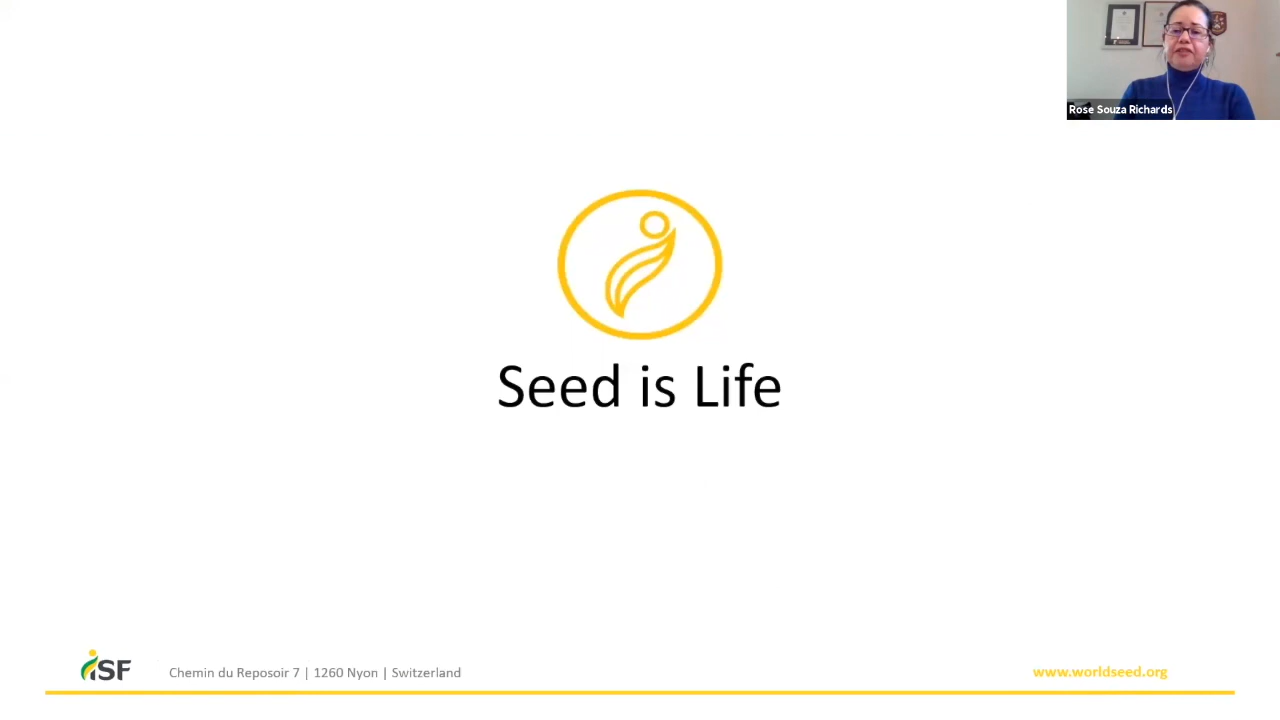 Rose Souza Richards
Seed is Life
iSF
Chemin du Reposoir 7 | 1260 Nyon | Switzerland
www.worldseed.org